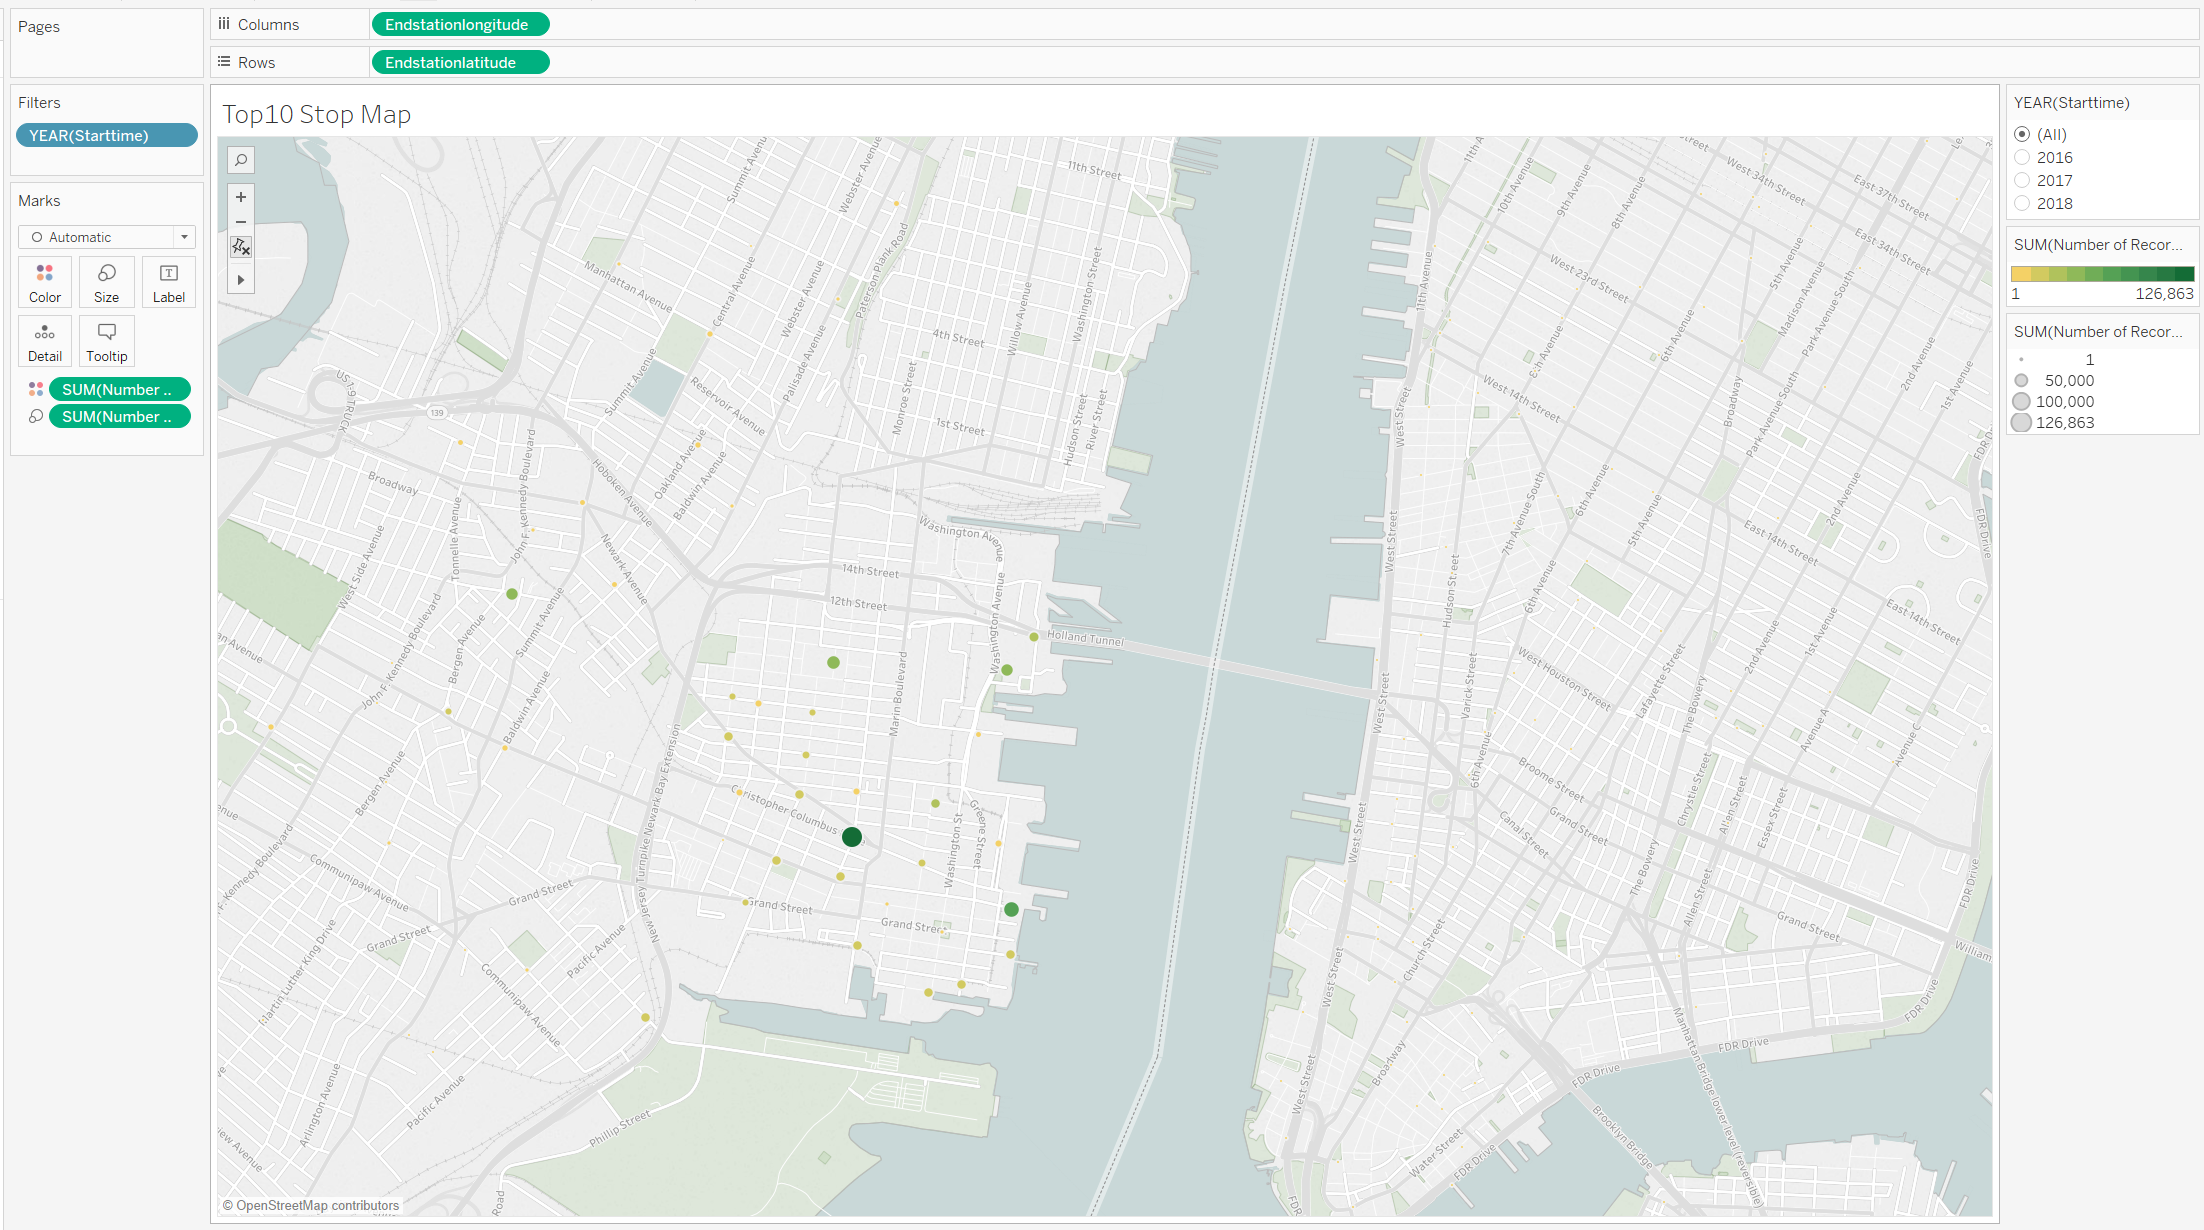 Pages
Columns
Endstationlongitude
Rows
Endstationlatitude
Filters
YEAR(Starttime)
Marks
Automatic
Color
Size
Label
Detail
Tooltip
SUM(Number ..
SUM(Number ..
Top10 Stop Map
YEAR(Starttime)
(All)
2016
2017
2018
SUM(Number of Recor...
1
126,863
SUM(Number of Recor...
1
50,000
100,000
126,863
11th Street
Summit Avenu
Webster Avenue
Paterson Plank Road
Manhattan Avenue
Central Avenue
Webster Avenue
Palisade Avenue
Washington Street
Willow Avenue
4th Street
Monroe Street
1st Street
Hudson Street
River Street
Summit Avenue
Reservoir Avenue
US 1-9 TRUCK
139
Broadway
John F Kennedy Boulevard
Hoboken Avenue
Oakland Avenue
Baldwin Avenue
Tonnelle Avenue
West Side Avenue
Newark Avenue
Washington Avenue
14th Street
12th Street
Washington Avenue
Holland Tunnel
John F. Kennedy Boulevard
Bergen Avenue
Summit Avenue
Baldwin Avenue
Marin Boulevard
Bergen Avenue
New Jersey Turnpike Newark Bay Extension
Christopher Columbus
Greene Street
Washington St
Communipaw Avenue
Grand Street
Grand Street
Grand Street
Grand Street
F. Kennedy Boulevard
Martin Luther King Drive
Communipaw Avenue
Pacific Avenue
Pacific Avenue
Arlington Avenue
Phillip Street
view Avenue
Road
11th A
10th Avenue
9th Avenue
8th Avenue
West 34th Street
East 37th Street
East 34th Street
11th Avenue
West 23rd Street
5th Avenue
Madison Avenue
Park Avenue South
6th Avenue
8th Avenue
West 14th Street
Broadway
Park Avenue South
2nd Avenue
1st Avenue
West Street
7th Avenue South
6th Avenue
5th Avenue
2nd Avenue
East 14th Street
FDR Drive
West Street
Hudson Street
6th Avenue
East 14th Street
West Houston Street
Lafayette Street
The Bowery
2nd Avenue
1st Avenue
Varick Street
West Street
Avenue A
Avenue C
6th Avenue
Broome Street
Chrystie Street
Allen Street
Essex Street
Grand Street
Canal Street
West Street
The Bowery
Allen Street
Grand Street
FDR Drive
William
West Street
Church Street
FDR Drive
Manhattan Bridge lower level (reversible)
FDR Drive
FDR Drive
Broadway
West Street
Brooklyn Bridge
Water Street
FDR Drive
FDR
© OpenStreetMap contributors